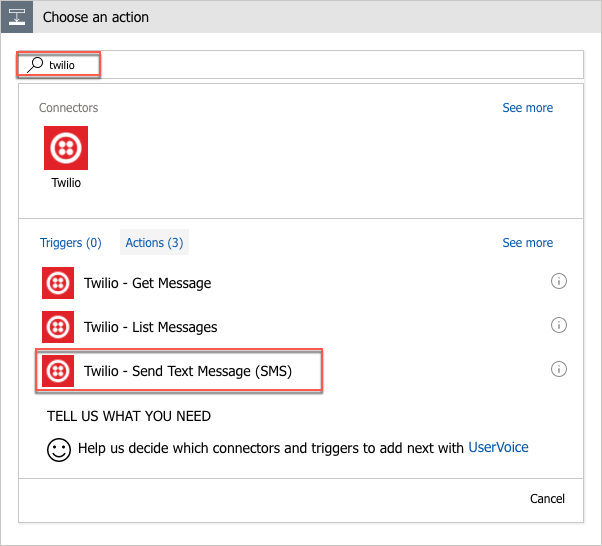 Choose an action
twilio
Connectors See more
Twilio
Triggers (0) Actions (3) See more
Twilio - Get Message
Twilio - List Messages
Twilio - Send Text Message (SMS)
TELL US WHAT YOU NEED
Help us decide which connectors and triggers to add next with UserVoice
Cancel